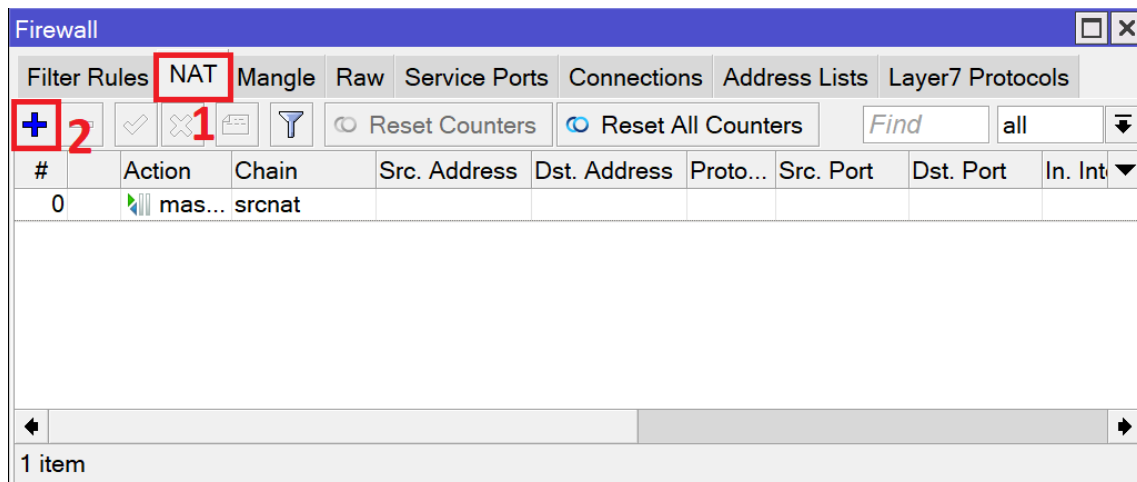 Firewall
Filter Rules NAT Mangle Raw Service Ports Connections Address Lists Layer7 Protocols
2 1 Reset Counters Reset All Counters Find all
# Action Chain Src. Address Dst. Address Proto... Src. Port Dst. Port In. Int
0 mas... srcnat
1 item